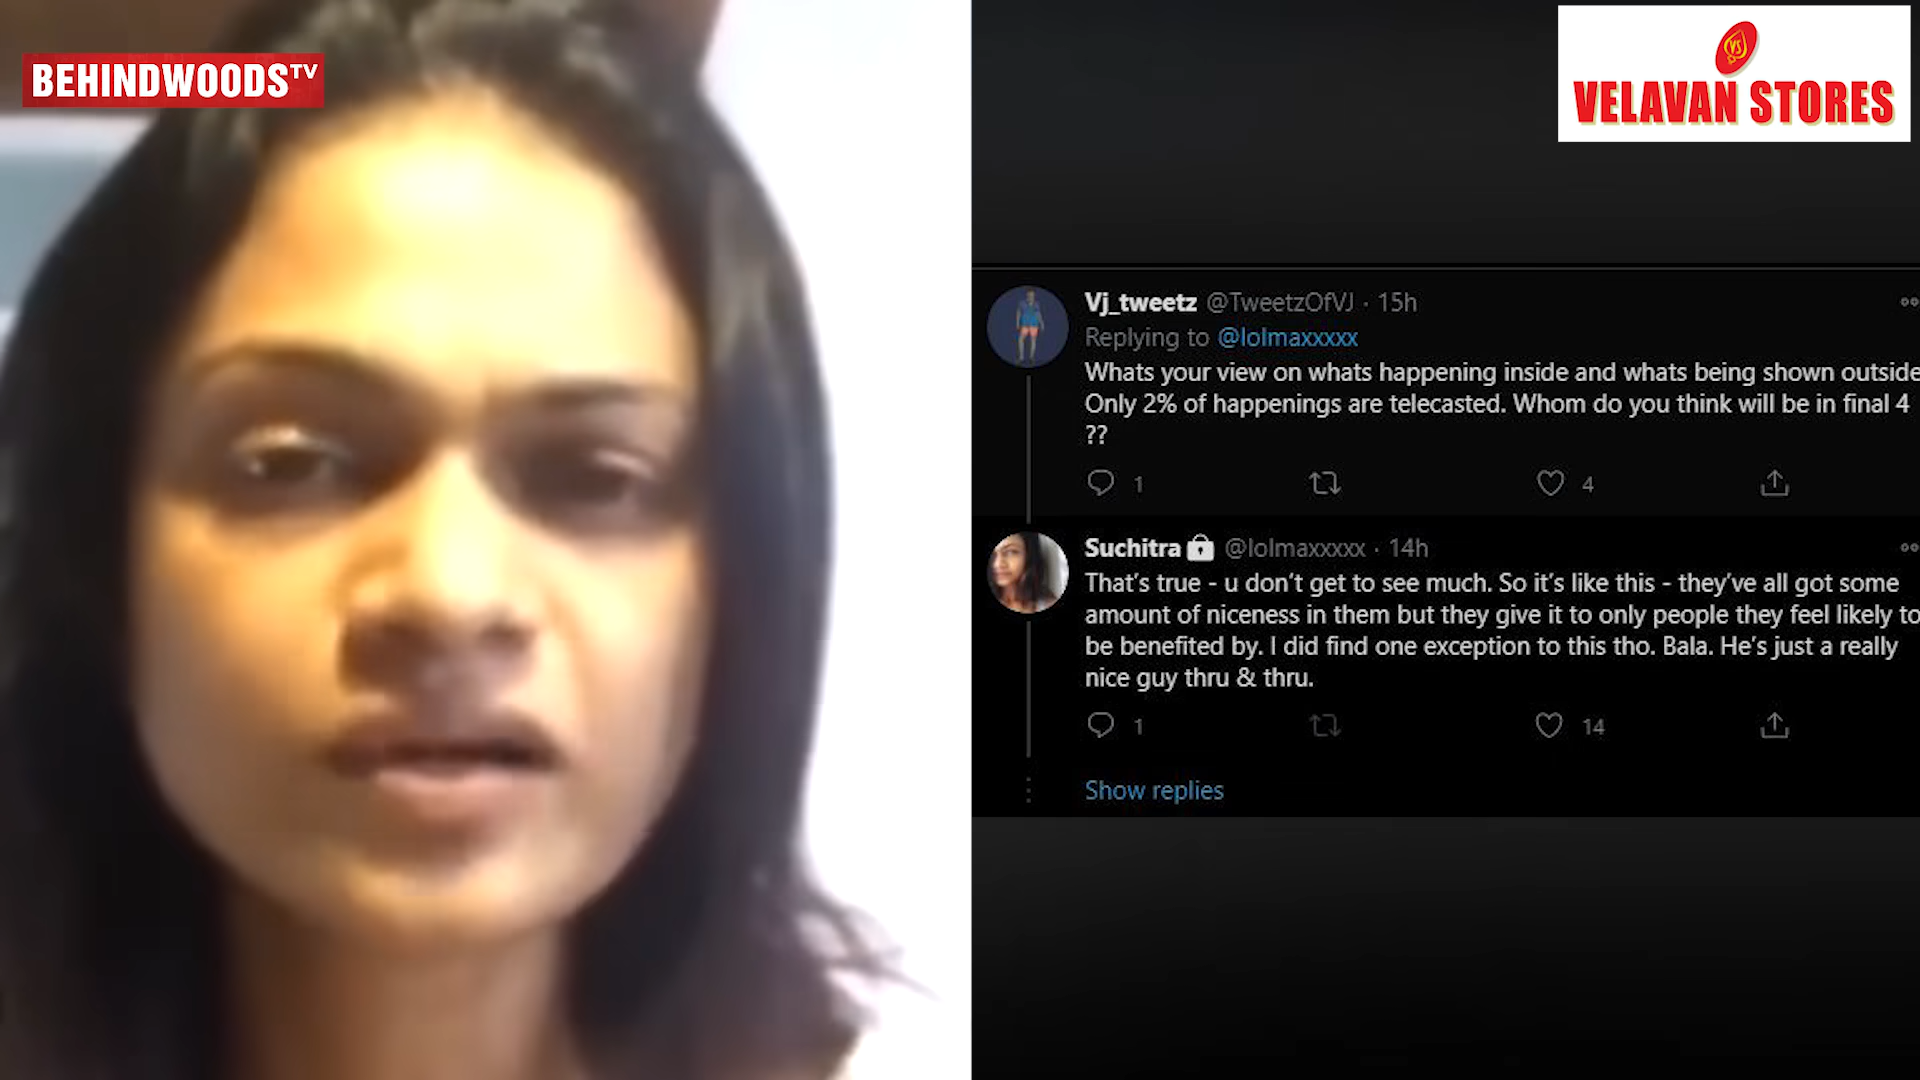 BEHINDWOODSTV
VS
VELAVAN STORES
Vj_tweetz @TweetzOfVJ · 15h
Replying to @lolmaxxxxx
Whats your view on whats happening inside and whats being shown outside
Only 2% of happenings are telecasted. Whom do you think will be in final 4
??
1 4
Suchitra @lolmaxxxxx · 14h
That's true - u don't get to see much. So it's like this - they've all got some
amount of niceness in them but they give it to only people they feel likely to
be benefited by. I did find one exception to this tho. Bala. He's just a really
nice guy thru & thru.
1 14
Show replies